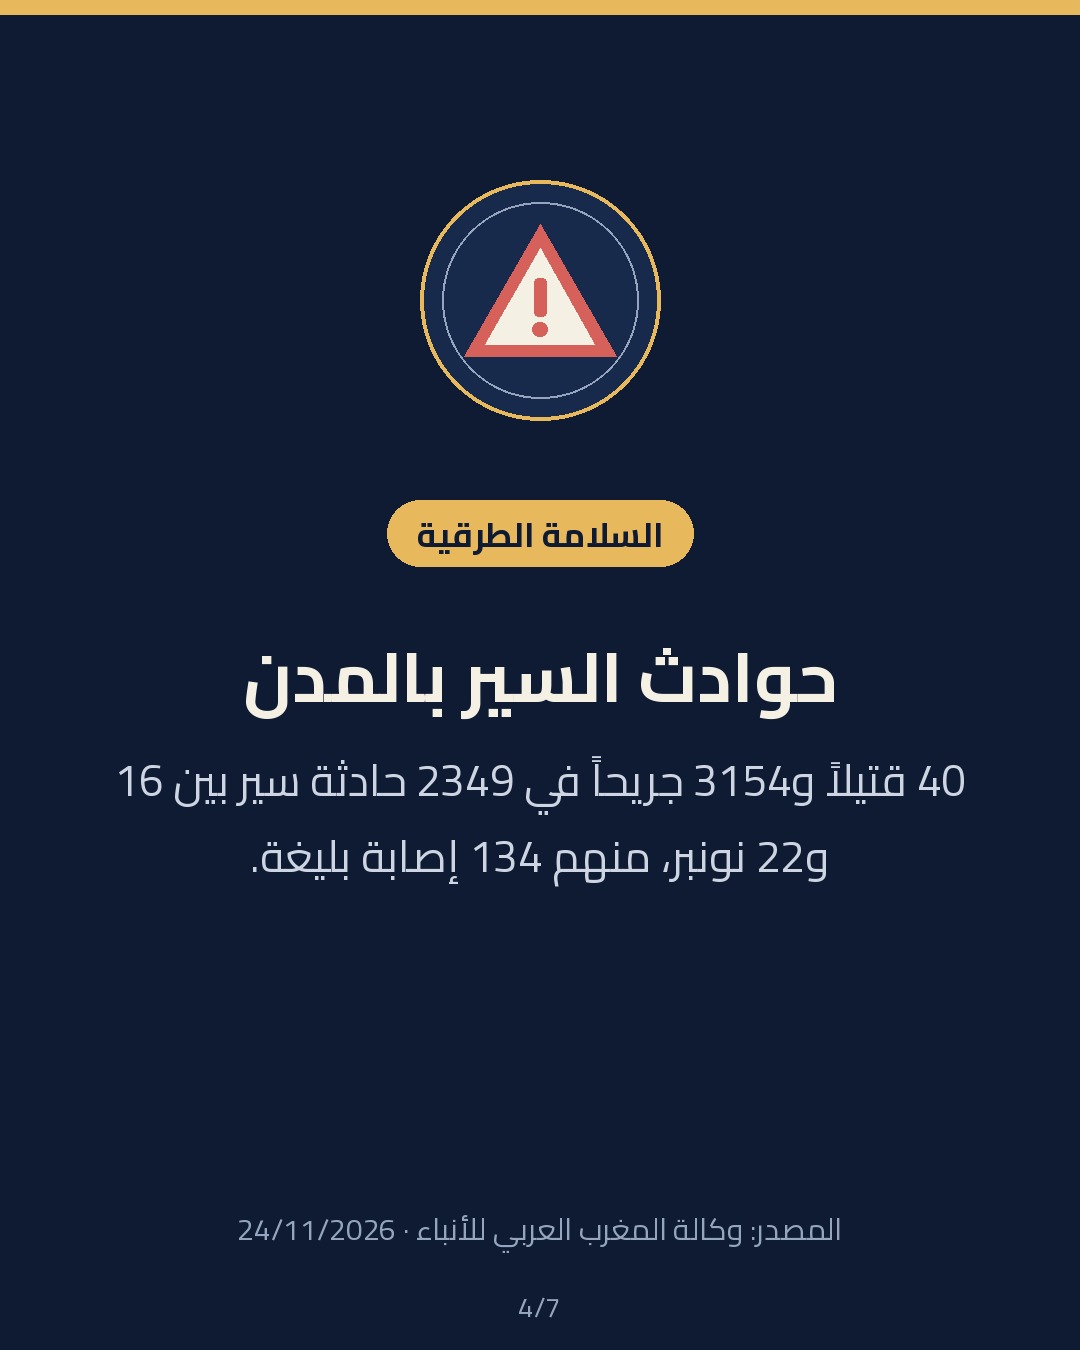 السلامة الطرقية
حوادث السير بالمدن
40 قتيلاً و3154 جريحاً في 2349 حادثة سير بين 16
و22 نونبر، منهم 134 إصابة بليغة.
المصدر: وكالة المغرب العربي للأنباء · 24/11/2026
4/7